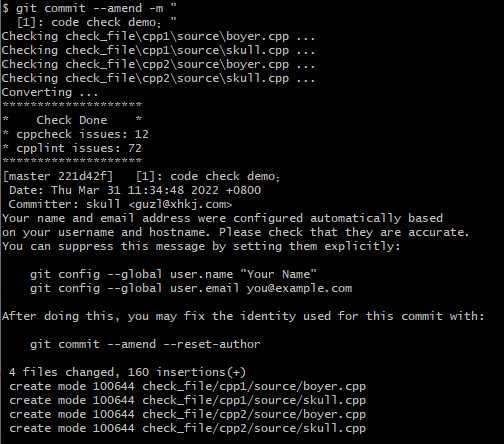 $ git commit --amend -m "
  [1]: code check demo; "
Checking check_file\cpp1\source\boyer.cpp ...
Checking check_file\cpp1\source\skull.cpp ...
Checking check_file\cpp2\source\boyer.cpp ...
Checking check_file\cpp2\source\skull.cpp ...
Converting ...
********************
*    Check Done    *
* cppcheck issues: 12
* cpplint issues: 72
********************
[master 221d42f]   [1]: code check demo;
 Date: Thu Mar 31 11:34:48 2022 +0800
 Committer: skull <guzl@xhkj.com>
Your name and email address were configured automatically based
on your username and hostname. Please check that they are accurate.
You can suppress this message by setting them explicitly:

    git config --global user.name "Your Name"
    git config --global user.email you@example.com

After doing this, you may fix the identity used for this commit with:

    git commit --amend --reset-author

 4 files changed, 160 insertions(+)
 create mode 100644 check_file/cpp1/source/boyer.cpp
 create mode 100644 check_file/cpp1/source/skull.cpp
 create mode 100644 check_file/cpp2/source/boyer.cpp
 create mode 100644 check_file/cpp2/source/skull.cpp